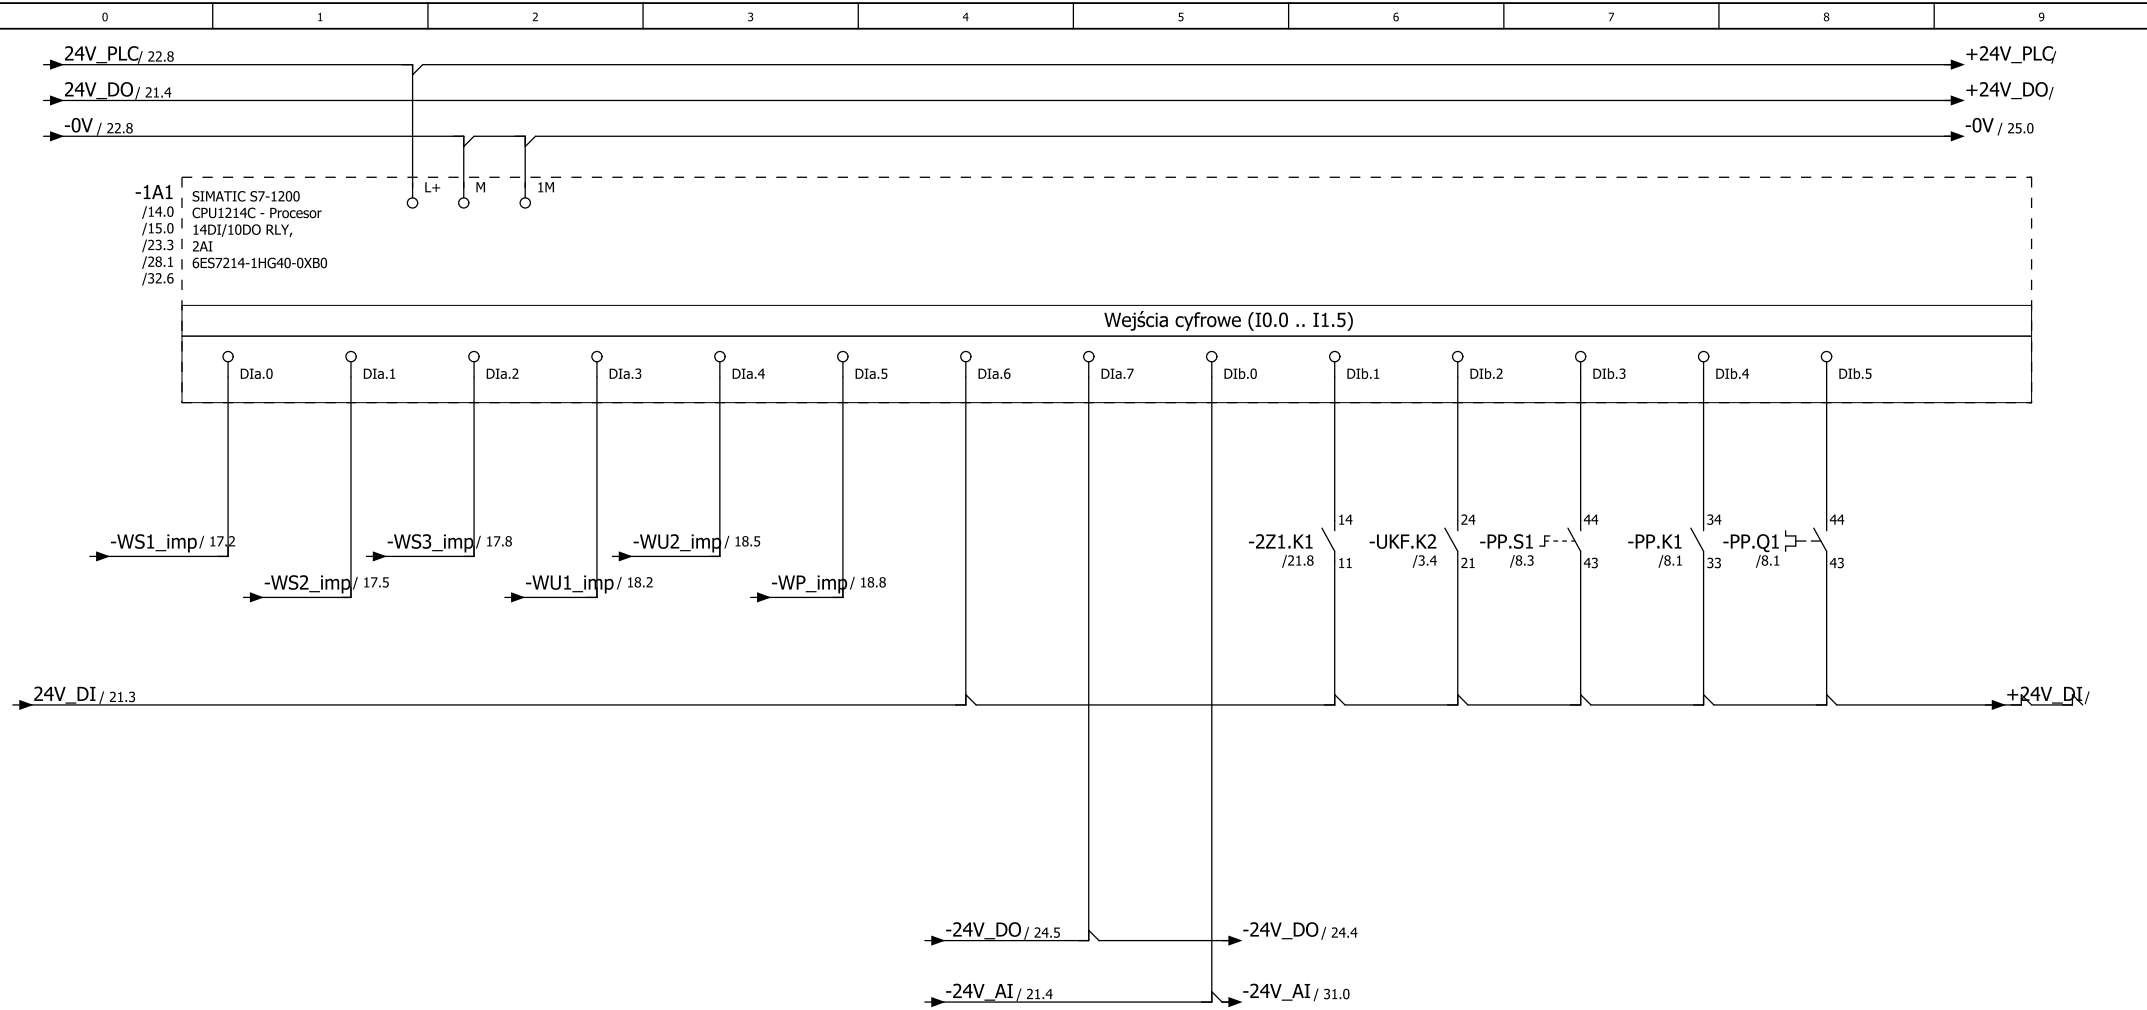 0 1 2 3 4 5 6 7 8 9
24V_PLC / 22.8 +24V_PLC /
24V_DO / 21.4 +24V_DO /
-0V / 22.8 -0V / 25.0
-1A1
/14.0
/15.0
/23.3
/28.1
/32.6
SIMATIC S7-1200
CPU1214C - Procesor
14DI/10DO RLY,
2AI
6ES7214-1HG40-0XB0
L+ M 1M
Wejścia cyfrowe (I0.0 .. I1.5)
DIa.0 DIa.1 DIa.2 DIa.3 DIa.4 DIa.5 DIa.6 DIa.7 DIb.0 DIb.1 DIb.2 DIb.3 DIb.4 DIb.5
14 24 44 34 44
-WS1_imp / 17.2 -WS3_imp / 17.8 -WU2_imp / 18.5 -2Z1.K1 -UKF.K2 -PP.S1 -PP.K1 -PP.Q1
/21.8 11 /3.4 21 /8.3 43 /8.1 33 /8.1 43
-WS2_imp / 17.5 -WU1_imp / 18.2 -WP_imp / 18.8
24V_DI / 21.3 +24V_DI /
-24V_DO / 24.5 -24V_DO / 24.4
-24V_AI / 21.4 -24V_AI / 31.0